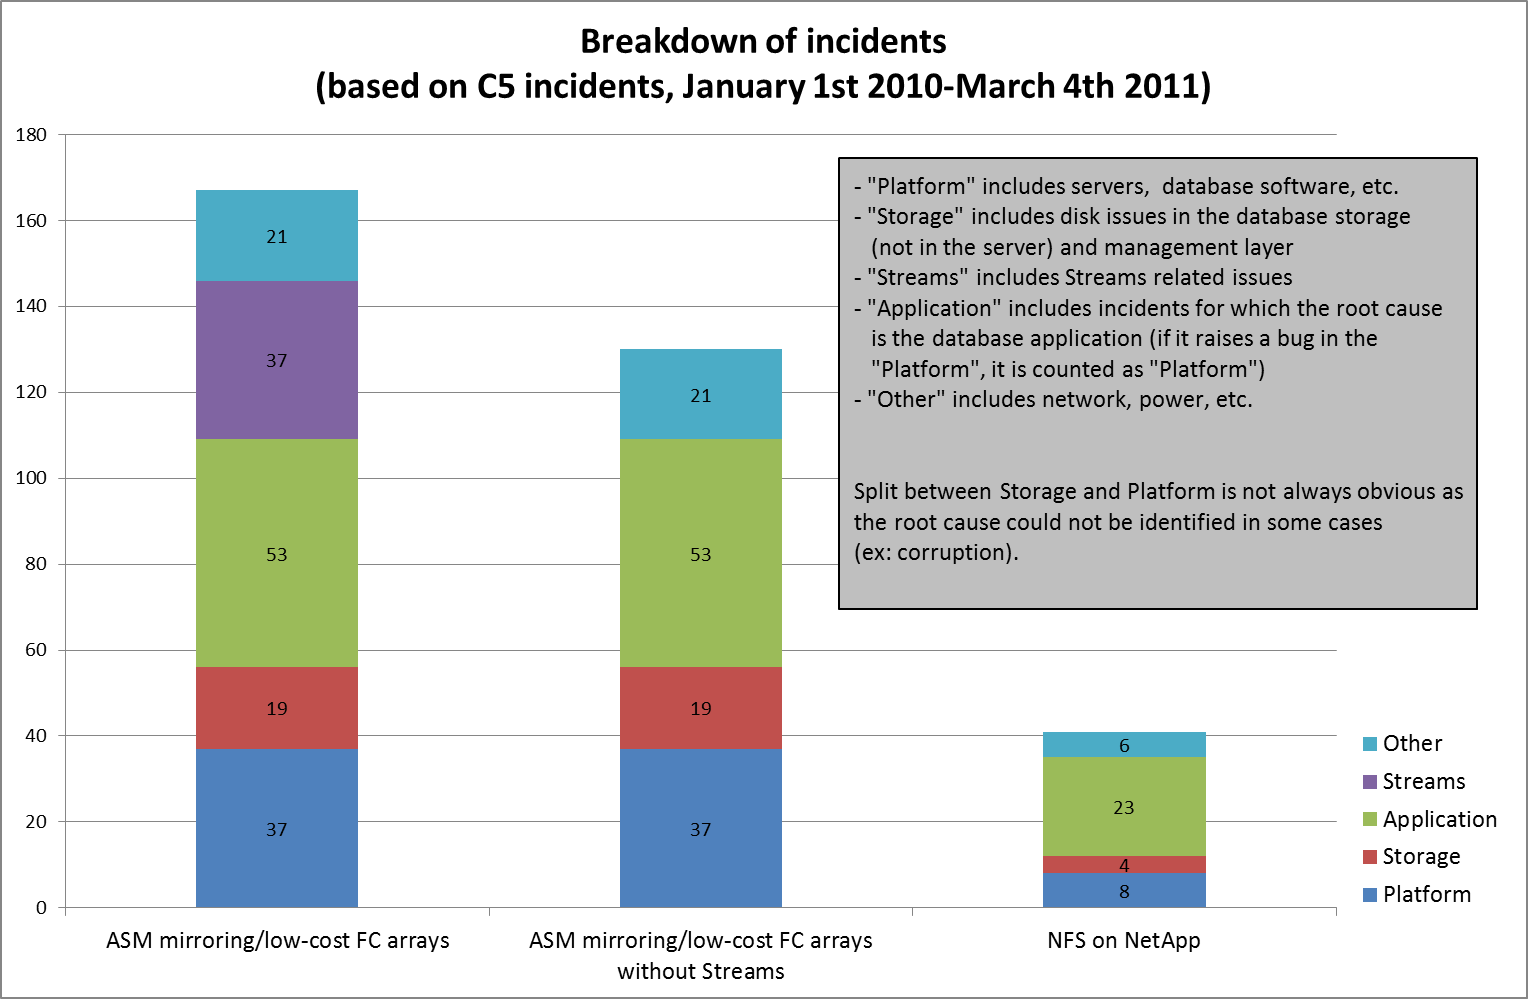 Breakdown of incidents
(based on C5 incidents, January 1st 2010-March 4th 2011)
180
160
140
120
100
80
60
40
20
0
21
37
53
19
37
21
53
19
37
6
23
4
8
- "Platform" includes servers,  database software, etc.
- "Storage" includes disk issues in the database storage
(not in the server) and management layer
- "Streams" includes Streams related issues
- "Application" includes incidents for which the root cause
is the database application (if it raises a bug in the
"Platform", it is counted as "Platform")
- "Other" includes network, power, etc.
Split between Storage and Platform is not always obvious as
the root cause could not be identified in some cases
(ex: corruption).
Other
Streams
Application
Storage
Platform
ASM mirroring/low-cost FC arrays
ASM mirroring/low-cost FC arrays
without Streams
NFS on NetApp